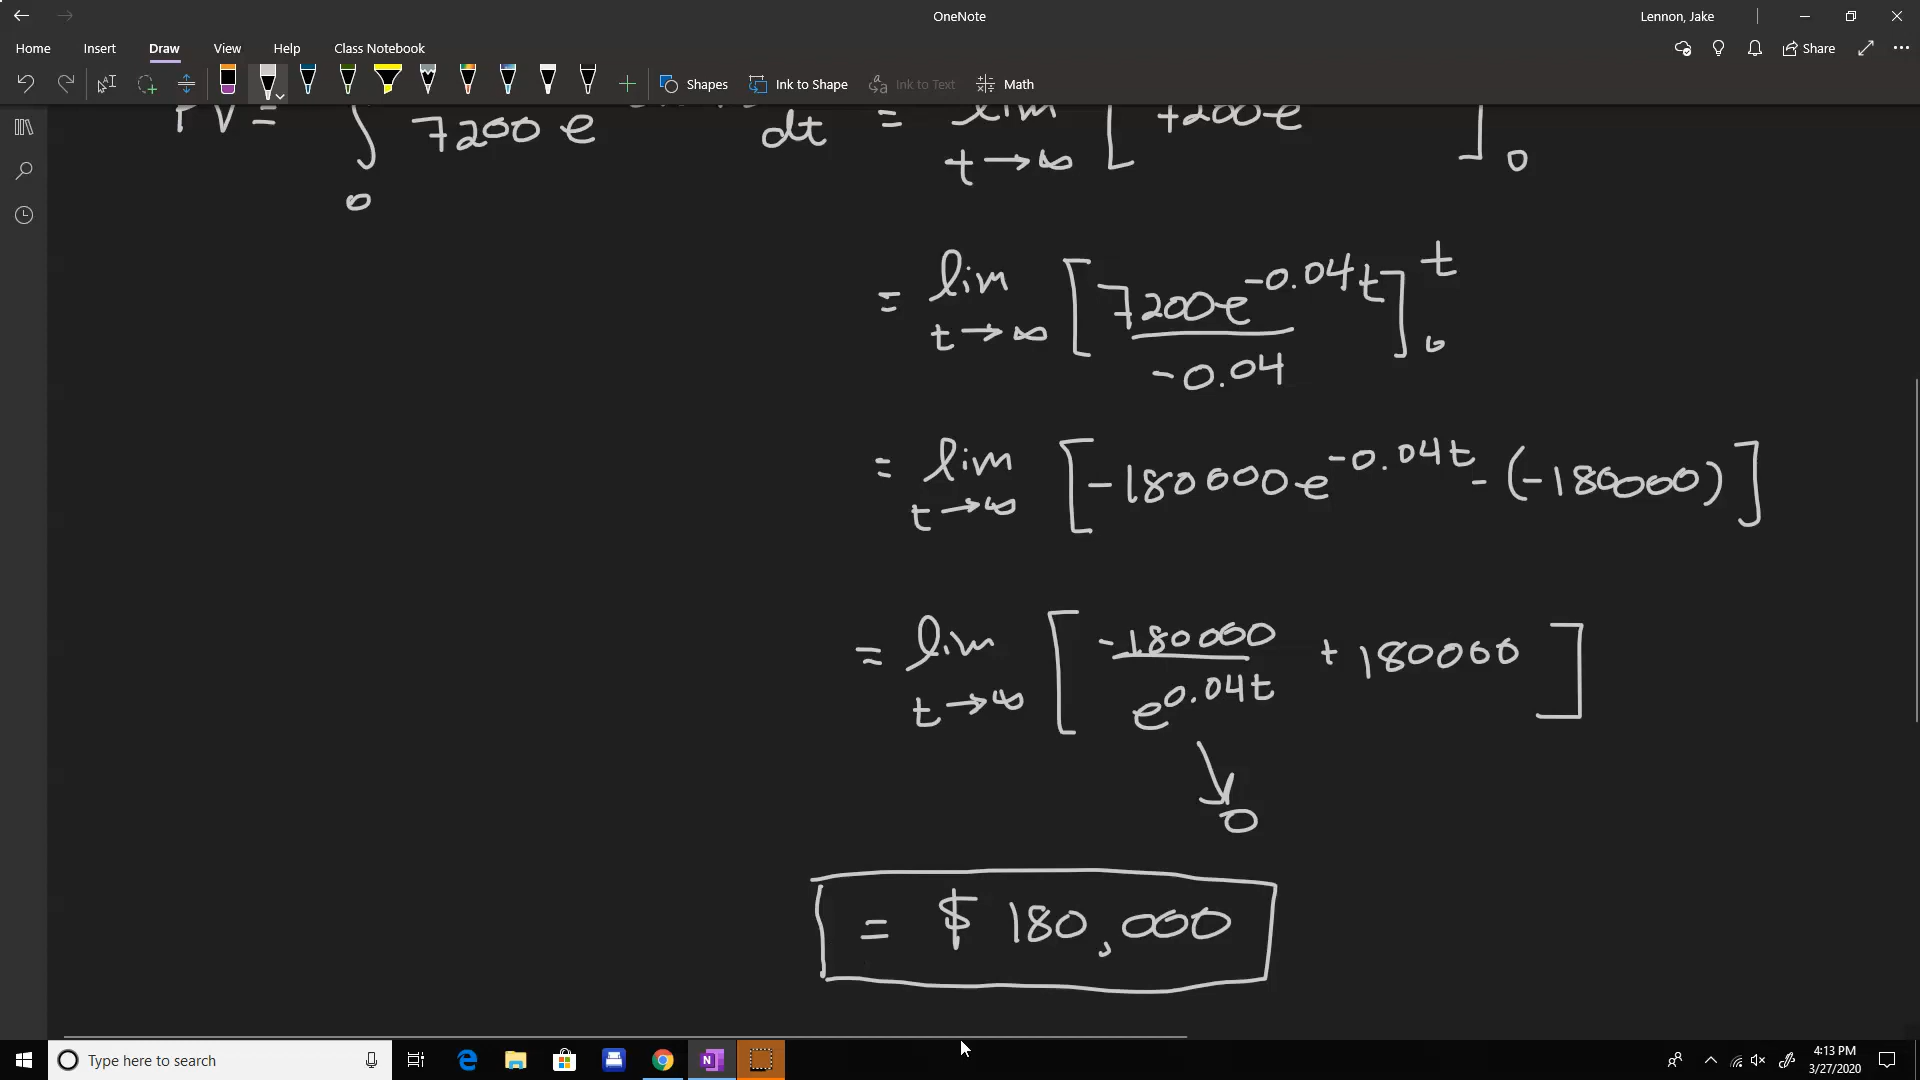 OneNote
Lennon, Jake
Home Insert Draw View Help Class Notebook
Share
Shapes Ink to Shape Ink to Text Math
PV = ∫ 7200 e dt = lim [ 7200e ]
0 t → ∞ 0
= lim [ 7200e^-0.04t ] t
t → ∞ -0.04 0
= lim [ -180000e^-0.04t - (-180000) ]
t → ∞
= lim [ -180000 + 180000 ]
t → ∞ e^0.04t
0
= $ 180,000
Type here to search
4:13 PM
3/27/2020